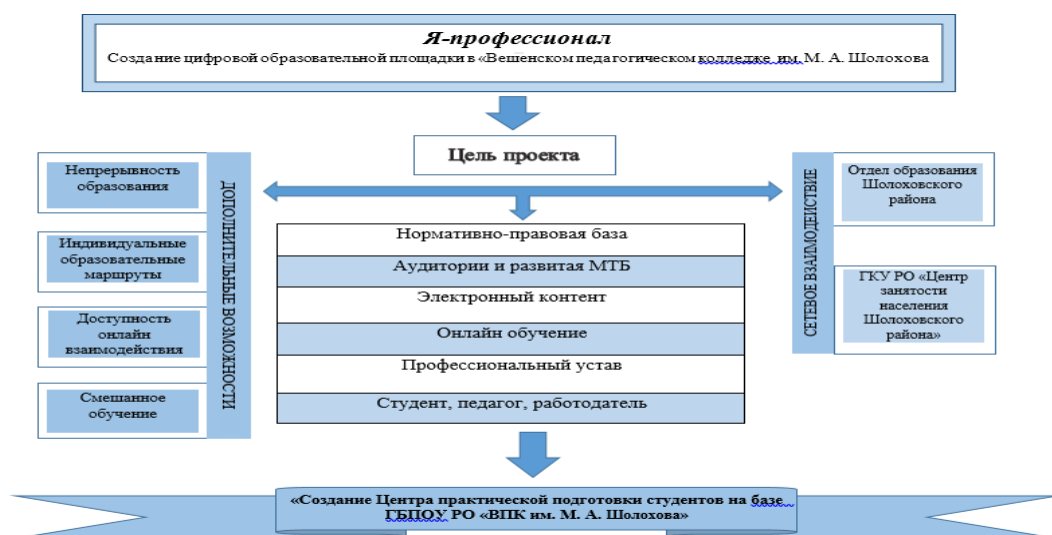 Я-профессионал
Создание цифровой образовательной площадки в «Вешенском педагогическом колледже им. М. А. Шолохова
Цель проекта
Непрерывность
образования
Индивидуальные
образовательные
маршруты
Доступность
онлайн
взаимодействия
Смешанное
обучение
ДОПОЛНИТЕЛЬНЫЕ ВОЗМОЖНОСТИ
Нормативно-правовая база
Аудитории и развитая МТБ
Электронный контент
Онлайн обучение
Профессиональный устав
Студент, педагог, работодатель
СЕТЕВОЕ ВЗАИМОДЕЙСТВИЕ
Отдел образования
Шолоховского
района
ГКУ РО «Центр
занятости
населения
Шолоховского
района»
«Создание Центра практической подготовки студентов на базе
ГБПОУ РО «ВПК им. М. А. Шолохова»